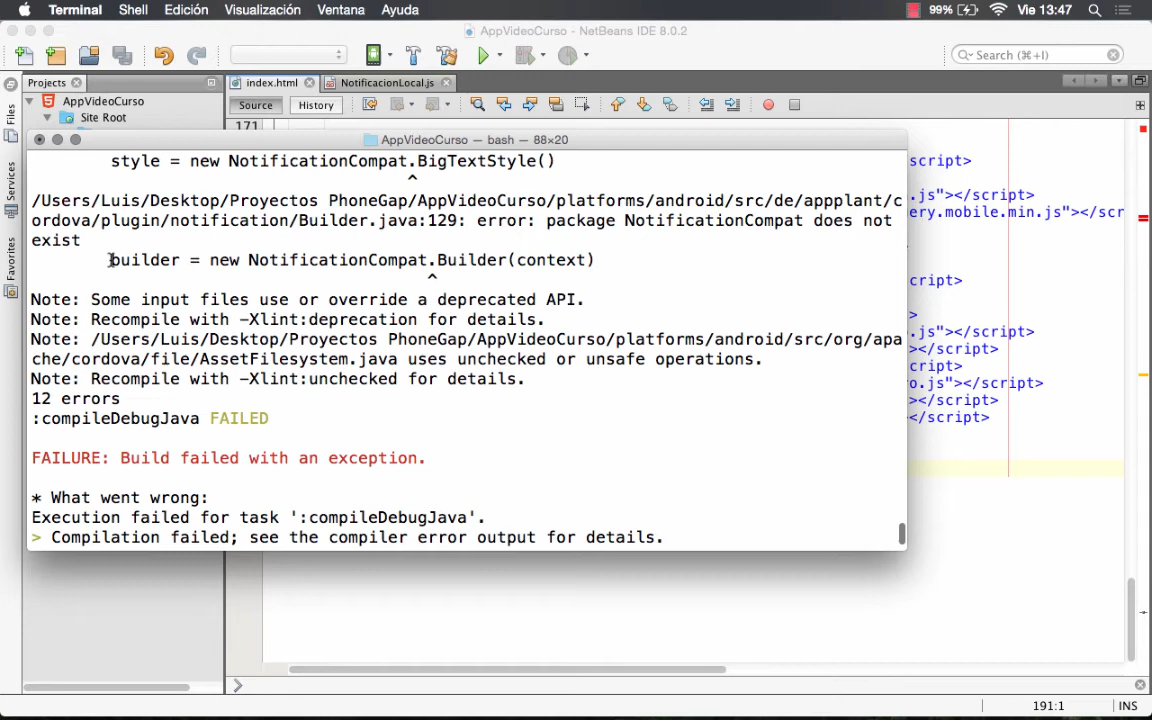 Terminal Shell Edición Visualización Ventana Ayuda 99% Vie 13:47
AppVideoCurso - NetBeans IDE 8.0.2
Search (⌘+I)
Projects index.html NotificacionLocal.js
Files
Services
Favorites
AppVideoCurso
Site Root
Source History
171
AppVideoCurso — bash — 88×20
style = new NotificationCompat.BigTextStyle()
^
/Users/Luis/Desktop/Proyectos PhoneGap/AppVideoCurso/platforms/android/src/de/appplant/c
ordova/plugin/notification/Builder.java:129: error: package NotificationCompat does not
exist
builder = new NotificationCompat.Builder(context)
^
Note: Some input files use or override a deprecated API.
Note: Recompile with -Xlint:deprecation for details.
Note: /Users/Luis/Desktop/Proyectos PhoneGap/AppVideoCurso/platforms/android/src/org/apa
che/cordova/file/AssetFilesystem.java uses unchecked or unsafe operations.
Note: Recompile with -Xlint:unchecked for details.
12 errors
:compileDebugJava FAILED
FAILURE: Build failed with an exception.
* What went wrong:
Execution failed for task ':compileDebugJava'.
> Compilation failed; see the compiler error output for details.
script>
.js"></script>
ery.mobile.min.js"></scr
script>
>
.js"></script>
></script>
cript>
ro.js"></script>
></script>
></script>
191:1 INS